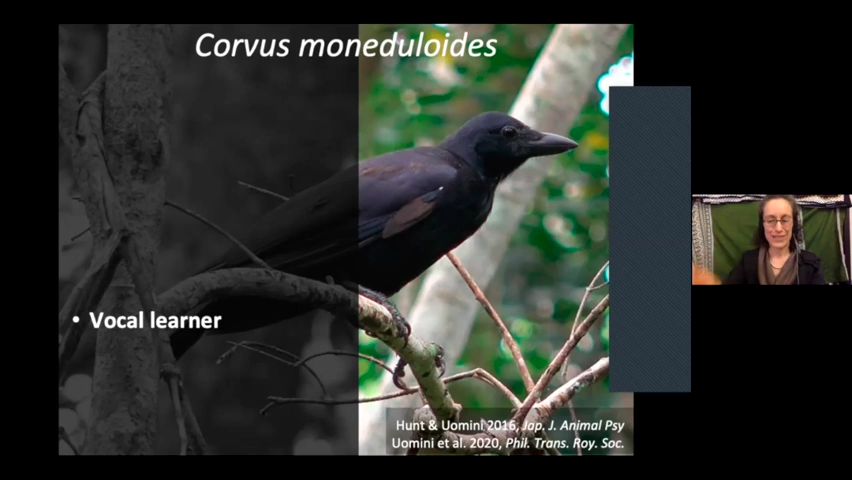 Corvus moneduloides
• Vocal learner
Hunt & Uomini 2016, Jap. J. Animal Psy
Uomini et al. 2020, Phil. Trans. Roy. Soc.